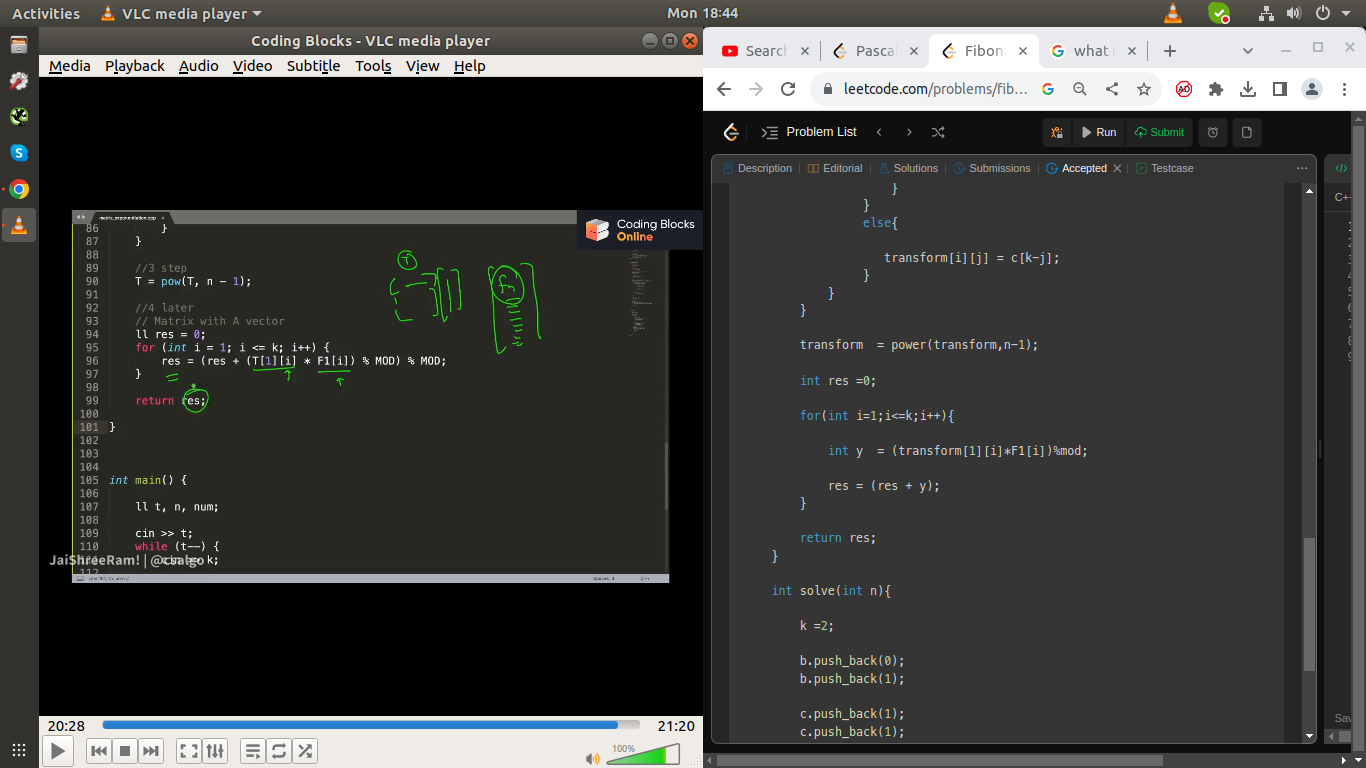 Activities
VLC media player
Mon 18:44
Coding Blocks - VLC media player
Media Playback Audio Video Subtitle Tools View Help
matrix_exponentiation.cpp
Coding Blocks
Online
86 }
87 }
88
89 //3 step
90 T = pow(T, n - 1);
91
92 //4 later
93 // Matrix with A vector
94 ll res = 0;
95 for (int i = 1; i <= k; i++) {
96 res = (res + (T[1][i] * F1[i]) % MOD) % MOD;
97 }
98
99 return res;
100
101 }
102
103
104
105 int main() {
106
107 ll t, n, num;
108
109 cin >> t;
110 while (t--) {
JaiShreeRam! | @csalgo
k;
112
T
fn
20:28
21:20
100%
Search
Pascal
Fibon
what i
leetcode.com/problems/fib...
Problem List
Run
Submit
Description
Editorial
Solutions
Submissions
Accepted
Testcase
C++
}
}
else{
transform[i][j] = c[k-j];
}
}
}
transform = power(transform,n-1);
int res =0;
for(int i=1;i<=k;i++){
int y = (transform[1][i]*F1[i])%mod;
res = (res + y);
}
return res;
}
int solve(int n){
k =2;
b.push_back(0);
b.push_back(1);
c.push_back(1);
c.push_back(1);